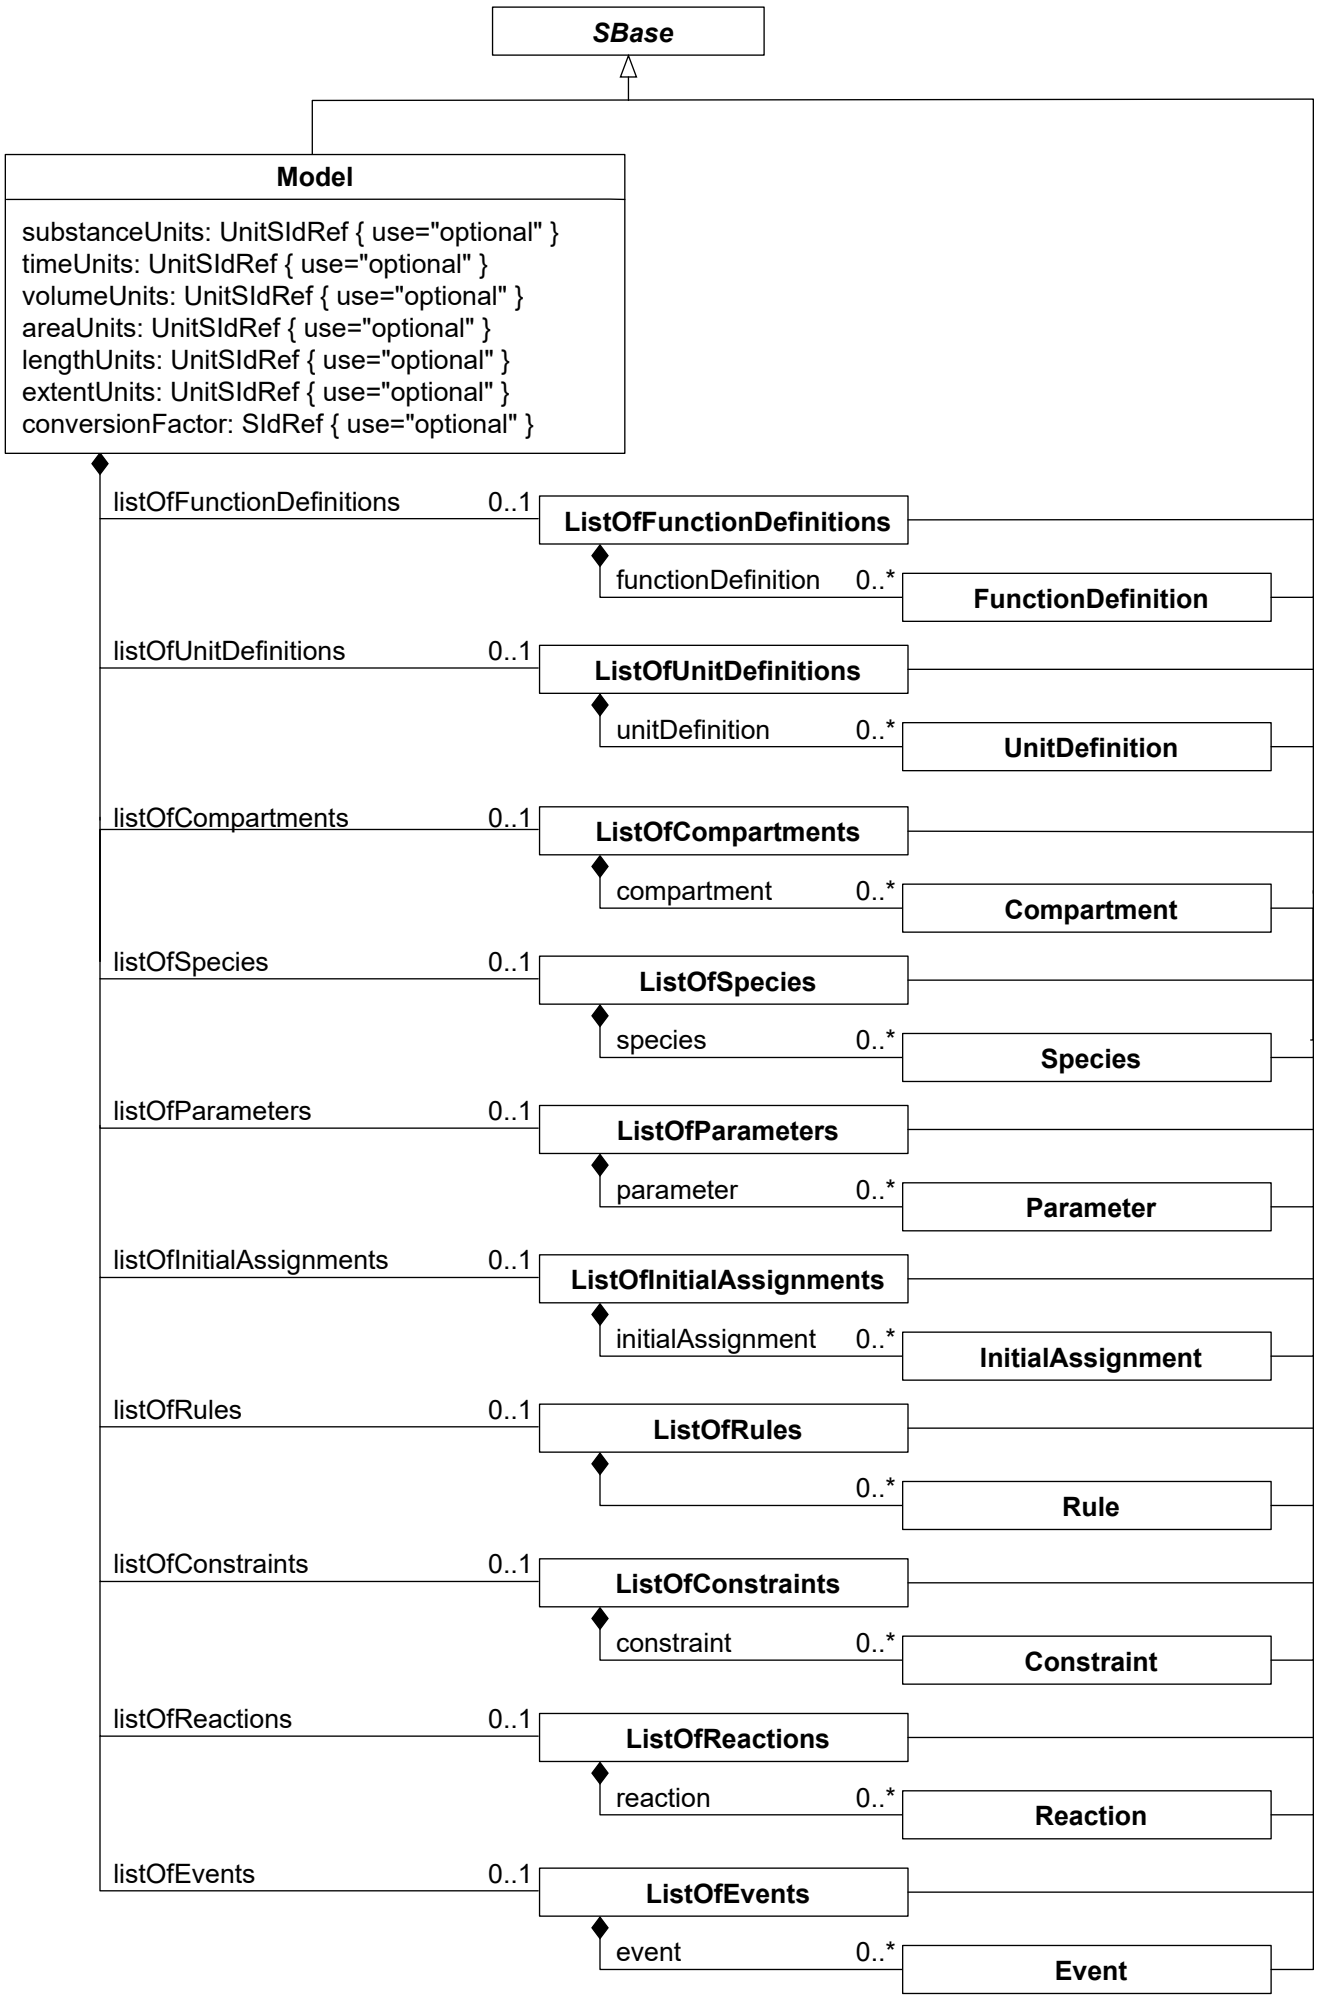 SBase
Model
substanceUnits: UnitSIdRef { use="optional" }
timeUnits: UnitSIdRef { use="optional" }
volumeUnits: UnitSIdRef { use="optional" }
areaUnits: UnitSIdRef { use="optional" }
lengthUnits: UnitSIdRef { use="optional" }
extentUnits: UnitSIdRef { use="optional" }
conversionFactor: SIdRef { use="optional" }
listOfFunctionDefinitions 0..1 ListOfFunctionDefinitions
functionDefinition 0..* FunctionDefinition
listOfUnitDefinitions 0..1 ListOfUnitDefinitions
unitDefinition 0..* UnitDefinition
listOfCompartments 0..1 ListOfCompartments
compartment 0..* Compartment
listOfSpecies 0..1 ListOfSpecies
species 0..* Species
listOfParameters 0..1 ListOfParameters
parameter 0..* Parameter
listOfInitialAssignments 0..1 ListOfInitialAssignments
initialAssignment 0..* InitialAssignment
listOfRules 0..1 ListOfRules
0..* Rule
listOfConstraints 0..1 ListOfConstraints
constraint 0..* Constraint
listOfReactions 0..1 ListOfReactions
reaction 0..* Reaction
listOfEvents 0..1 ListOfEvents
event 0..* Event